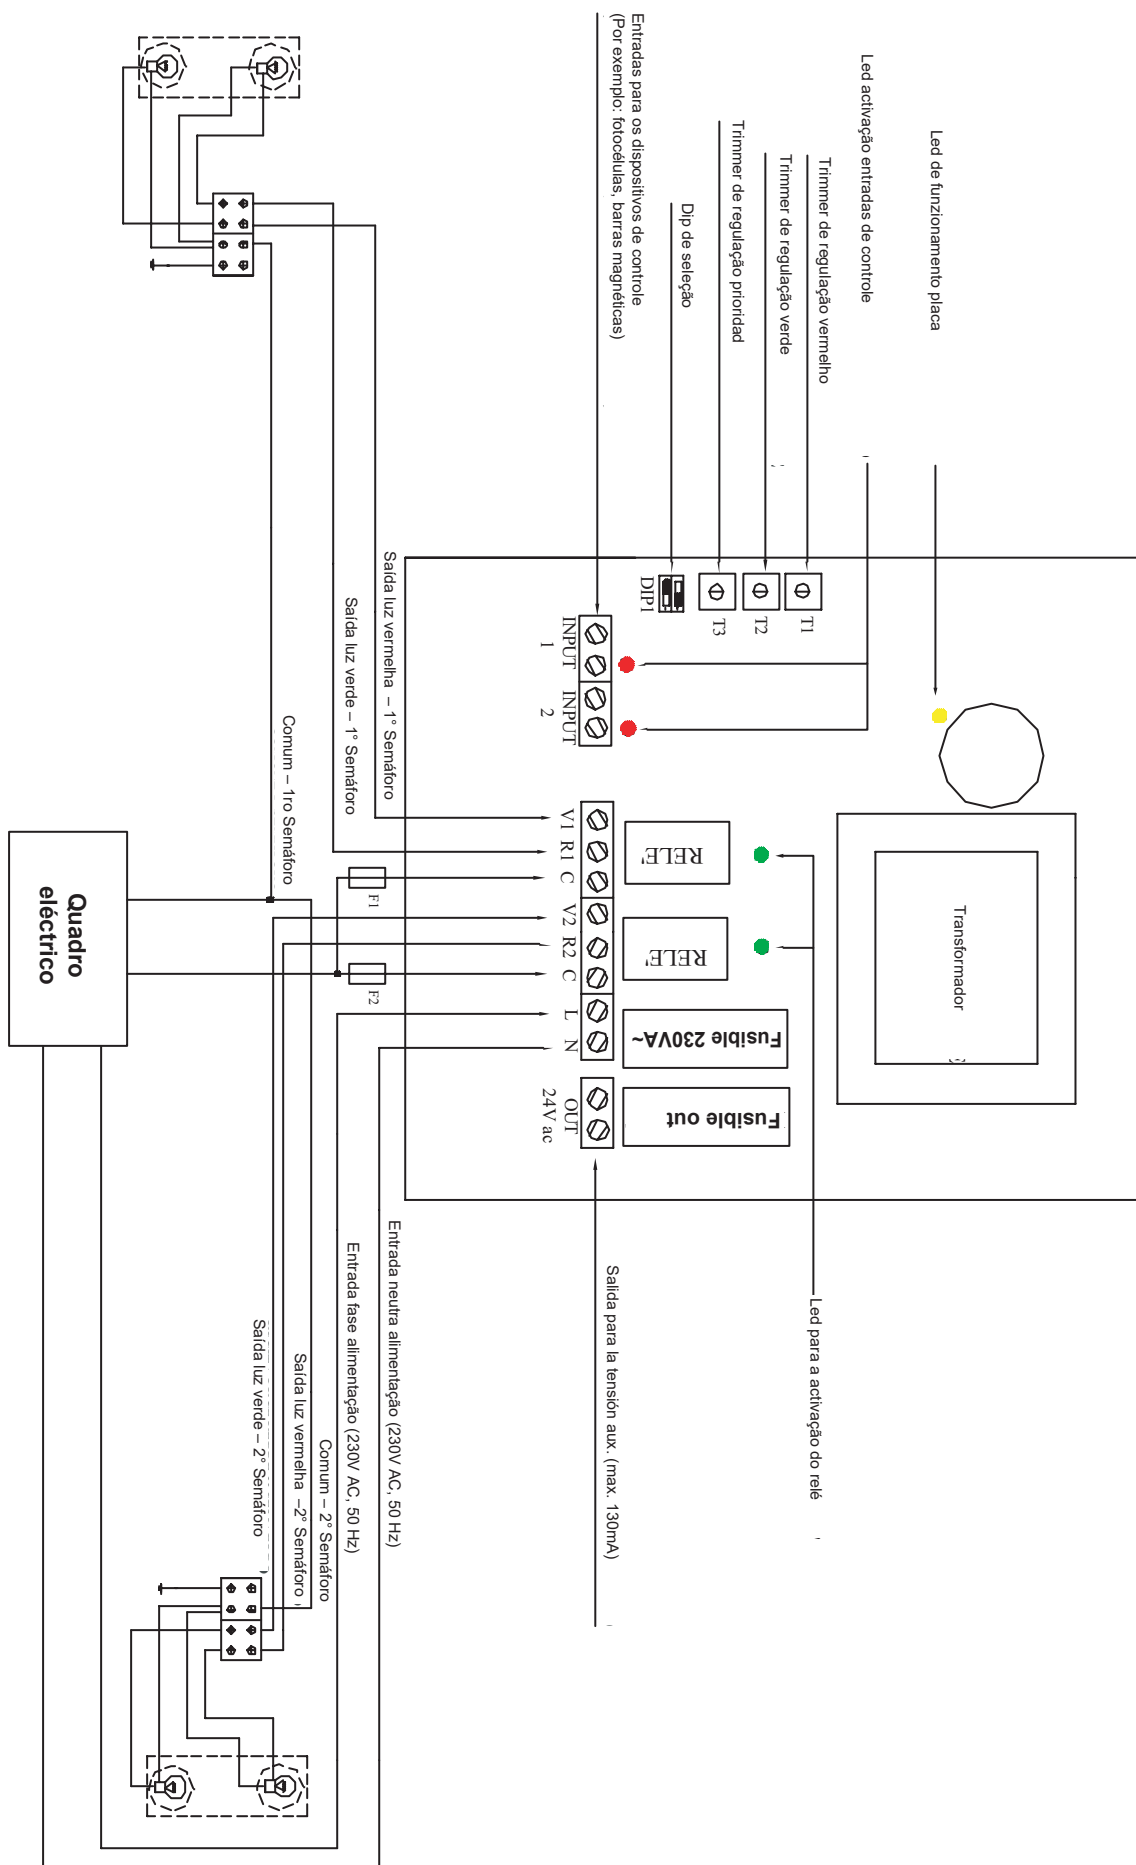 Led de funzionamento placa
Led activação entradas de controle
Trimmer de regulação vermelho
Trimmer de regulação verde
Trimmer de regulação prioridad
Dip de seleção
Entradas para os dispositivos de controle
(Por exemplo: fotocélulas, barras magnéticas)
T1
T2
T3
DIP1
INPUT
1
INPUT
2
Transformador
RELE'
RELE'
Fusible 230VA~
Fusible out
V1
R1
C
V2
R2
C
L
N
OUT
24V ac
Led para a activação do relé
Salida para la tensión aux. (max. 130mA)
Saída luz vermelha – 1° Semáforo
Saída luz verde – 1° Semáforo
Comum – 1ro Semáforo
F1
F2
Entrada neutra alimentação (230V AC, 50 Hz)
Entrada fase alimentação (230V AC, 50 Hz)
Comum – 2° Semáforo
Saída luz vermelha –2° Semáforo
Saída luz verde – 2° Semáforo
Quadro
eléctrico